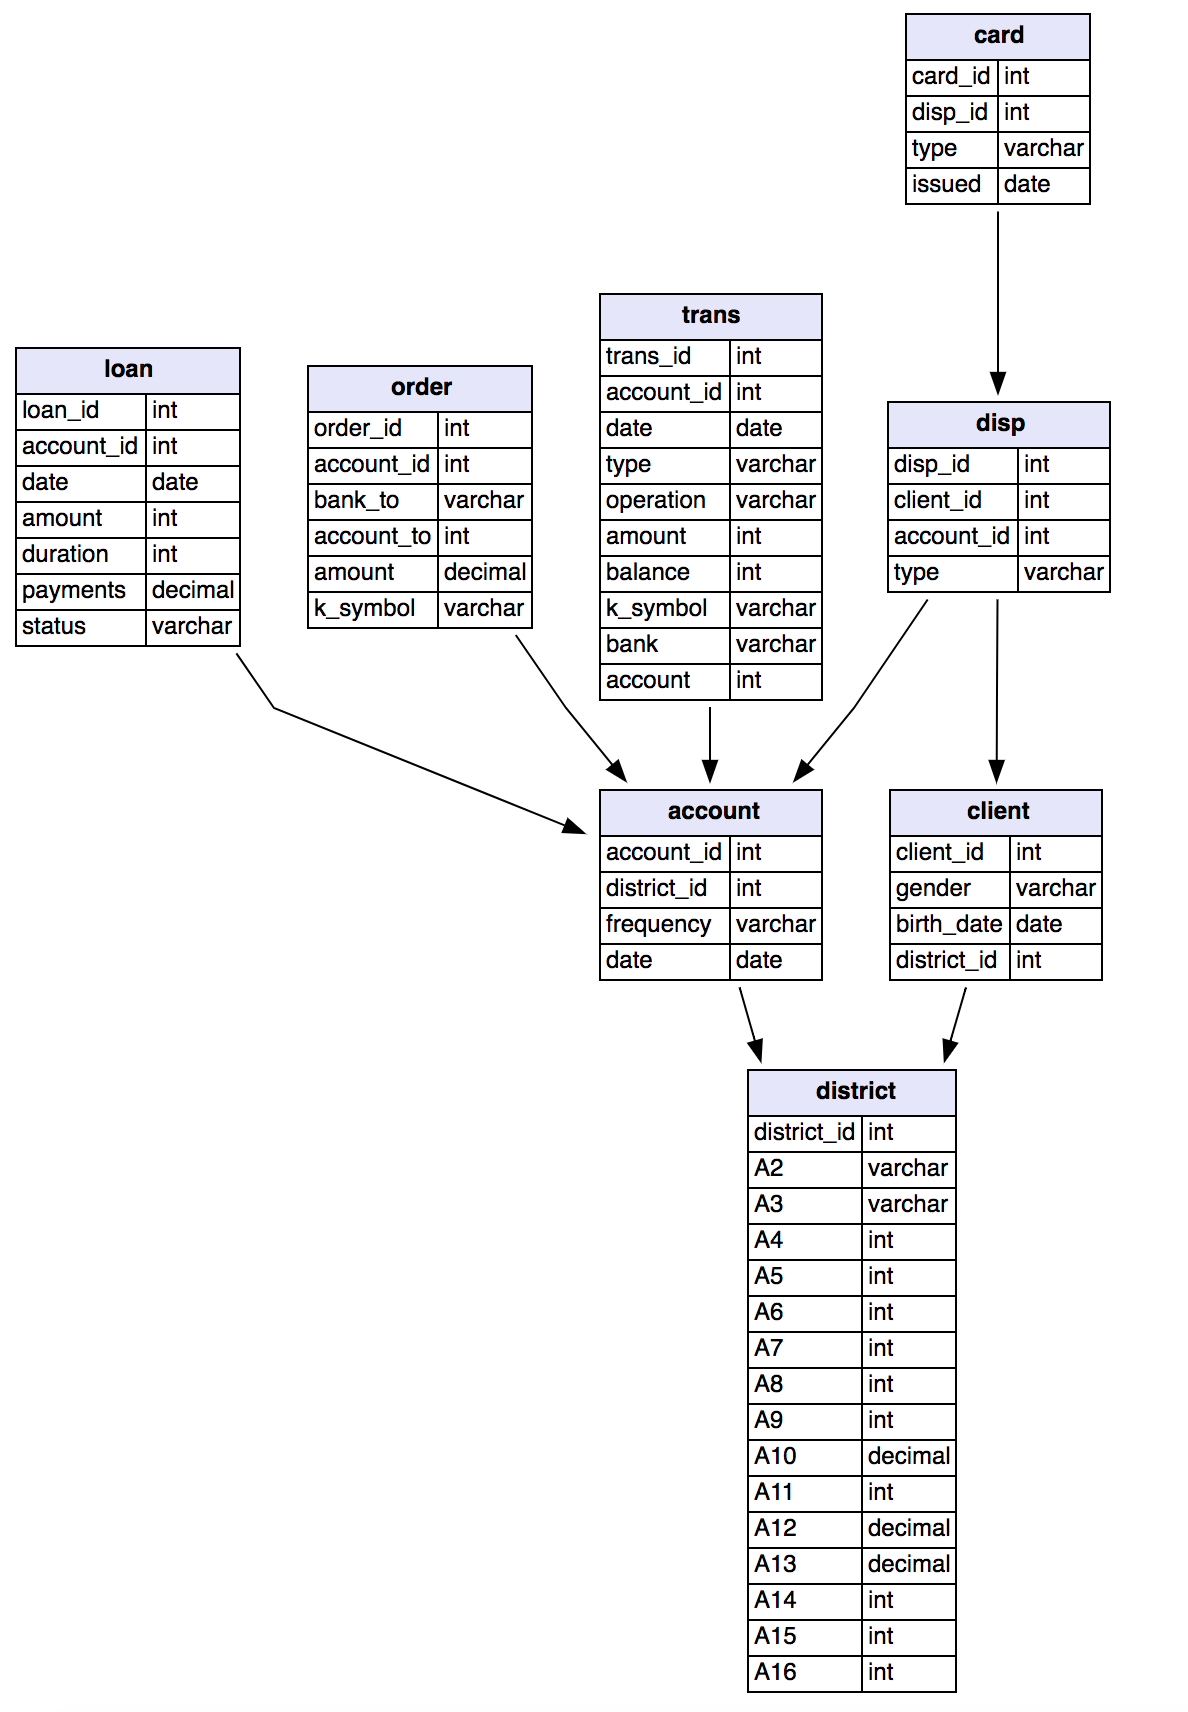 card
card_id int
disp_id int
type varchar
issued date
trans
trans_id int
account_id int
date date
type varchar
operation varchar
amount int
balance int
k_symbol varchar
bank varchar
account int
loan
loan_id int
account_id int
date date
amount int
duration int
payments decimal
status varchar
order
order_id int
account_id int
bank_to varchar
account_to int
amount decimal
k_symbol varchar
disp
disp_id int
client_id int
account_id int
type varchar
account
account_id int
district_id int
frequency varchar
date date
client
client_id int
gender varchar
birth_date date
district_id int
district
district_id int
A2 varchar
A3 varchar
A4 int
A5 int
A6 int
A7 int
A8 int
A9 int
A10 decimal
A11 int
A12 decimal
A13 decimal
A14 int
A15 int
A16 int